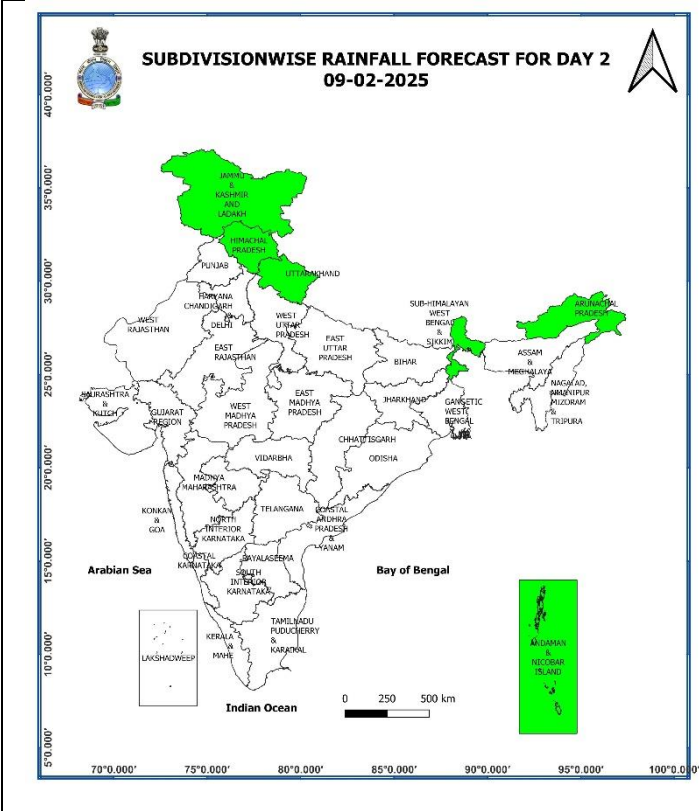 SUBDIVISIONWISE RAINFALL FORECAST FOR DAY 2
09-02-2025
40°0.000'
35°0.000'
30°0.000'
25°0.000'
20°0.000'
15°0.000'
10°0.000'
5°0.000'
JAMMU
&
KASHMIR
AND
LADAKH
HIMACHAL
PRADESH
PUNJAB
UTTARAKHAND
HARYANA
CHANDIGARH
&
DELHI
WEST
RAJASTHAN
EAST
RAJASTHAN
WEST
UTTAR
PRADESH
EAST
UTTAR
PRADESH
SUB-HIMALAYAN
WEST
BENGAL
&
SIKKIM
ARUNACHAL
PRADESH
ASSAM
&
MEGHALAYA
BIHAR
NAGALAD,
MANIPUR
MIZORAM
&
TRIPURA
SAURASHTRA
&
KUTCH
GUJARAT
REGION
WEST
MADHYA
PRADESH
EAST
MADHYA
PRADESH
JHARKHAND
GANGETIC
WEST
BENGAL
CHHATTISGARH
ODISHA
VIDARBHA
MADHYA
MAHARASHTRA
KONKAN
&
GOA
NORTH
INTERIOR
KARNATAKA
TELANGANA
COASTAL
ANDHRA
PRADESH
&
YANAM
COASTAL
KARNATAKA
RAYALASEEMA
SOUTH
INTERIOR
KARNATAKA
Arabian Sea
Bay of Bengal
KERALA
&
MAHE
TAMILNADU
PUDUCHERRY
&
KARAIKAL
LAKSHADWEEP
ANDAMAN
&
NICOBAR
ISLAND
Indian Ocean
0 250 500 km
70°0.000' 75°0.000' 80°0.000' 85°0.000' 90°0.000' 95°0.000' 100°0.000'